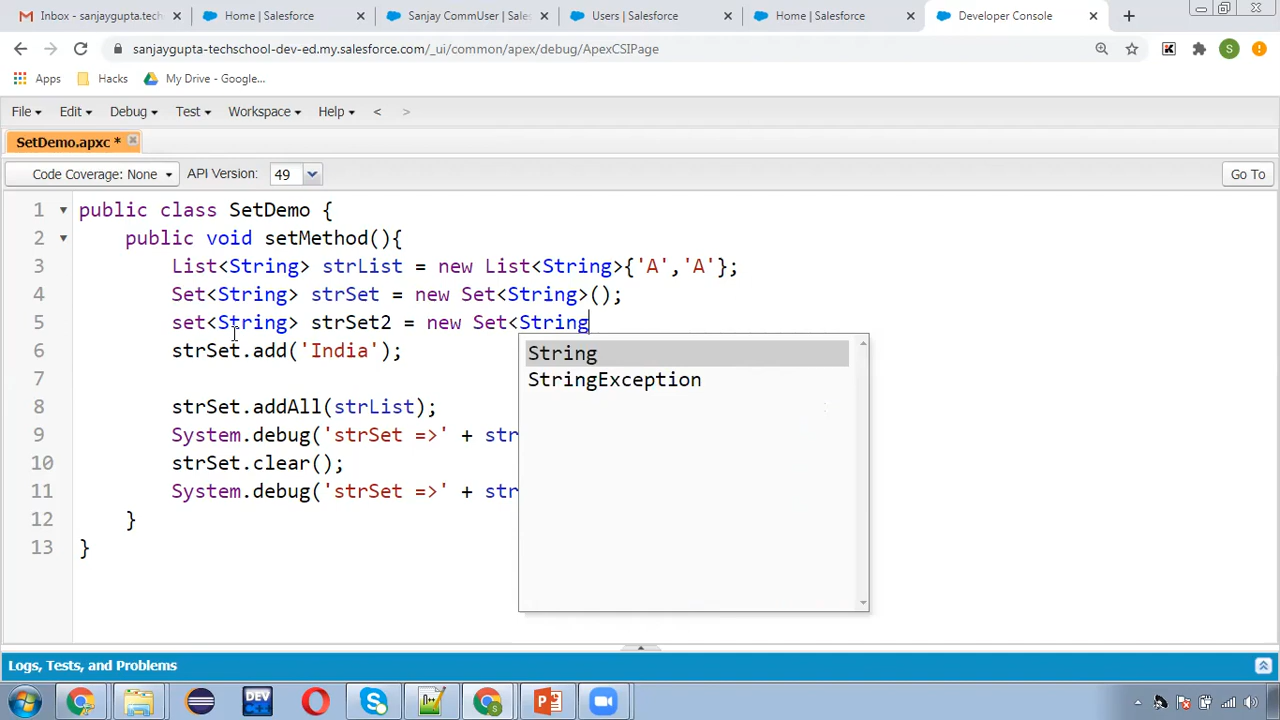 Inbox - sanjaygupta.tech
Home | Salesforce
Sanjay CommUser | Sales
Users | Salesforce
Home | Salesforce
Developer Console
sanjaygupta-techschool-dev-ed.my.salesforce.com/_ui/common/apex/debug/ApexCSIPage
S
Apps
Hacks
My Drive - Google...
File
Edit
Debug
Test
Workspace
Help
<
>
SetDemo.apxc *
Code Coverage: None
API Version:
49
Go To
1 public class SetDemo {
2 public void setMethod(){
3 List<String> strList = new List<String>{'A','A'};
4 Set<String> strSet = new Set<String>();
5 set<String> strSet2 = new Set<String
6 strSet.add('India');
String
7
StringException
8 strSet.addAll(strList);
9 System.debug('strSet =>' + str
10 strSet.clear();
11 System.debug('strSet =>' + str
12 }
13 }
Logs, Tests, and Problems
DEV
C++